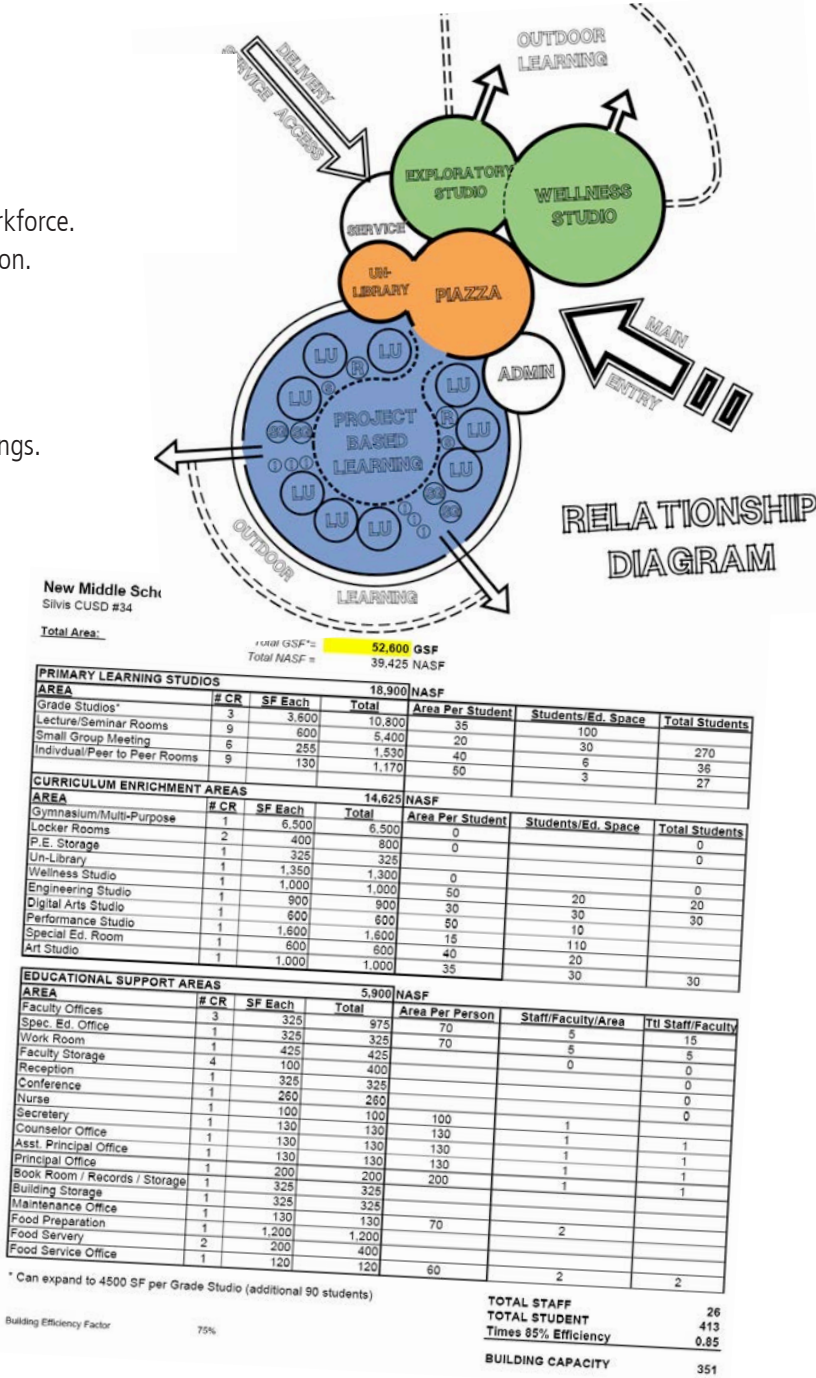 OUTDOOR
LEARNING
DELIVERY
SERVICE ACCESS
EXPLORATORY
STUDIO
WELLNESS
STUDIO
SERVICE
UN-
LIBRARY
PIAZZA
MAIN
ENTRY
ADMIN
LU LU LU LU LU LU LU LU LU
R R
PROJECT
BASED
LEARNING
SG SG SG SG
I I I I I I
OUTDOOR
LEARNING
RELATIONSHIP
DIAGRAM
rkforce.
on.
ngs.
New Middle Scho
Silvis CUSD #34
Total Area:
Total GSF*= 52,600 GSF
Total NASF = 39,425 NASF
PRIMARY LEARNING STUDIOS 18,900 NASF
AREA # CR SF Each Total Area Per Student Students/Ed. Space Total Students
Grade Studios* 3 3,600 10,800 35 100
Lecture/Seminar Rooms 9 600 5,400 20 30 270
Small Group Meeting 6 255 1,530 40 6 36
Indivdual/Peer to Peer Rooms 9 130 1,170 50 3 27
CURRICULUM ENRICHMENT AREAS 14,625 NASF
AREA # CR SF Each Total Area Per Student Students/Ed. Space Total Students
Gymnasium/Multi-Purpose 1 6,500 6,500 0 0
Locker Rooms 2 400 800 0 0
P.E. Storage 1 325 325
Un-Library 1 1,350 1,300 0 0
Wellness Studio 1 1,000 1,000 50 20 20
Engineering Studio 1 900 900 30 30 30
Digital Arts Studio 1 600 600 50 10
Performance Studio 1 1,600 1,600 15 110
Special Ed. Room 1 600 600 40 20
Art Studio 1 1,000 1,000 35 30 30
EDUCATIONAL SUPPORT AREAS 5,900 NASF
AREA # CR SF Each Total Area Per Person Staff/Faculty/Area Ttl Staff/Faculty
Faculty Offices 3 325 975 70 5 15
Spec. Ed. Office 1 325 325 70 5 5
Work Room 1 425 425 0 0
Faculty Storage 4 100 400 0
Reception 1 325 325 0
Conference 1 260 260 0
Nurse 1 100 100 100 1
Secretery 1 130 130 130 1 1
Counselor Office 1 130 130 130 1 1
Asst. Principal Office 1 130 130 130 1 1
Principal Office 1 200 200 200 1 1
Book Room / Records / Storage 1 325 325
Building Storage 1 325 325
Maintenance Office 1 130 130 70 2
Food Preparation 1 1,200 1,200
Food Servery 2 200 400
Food Service Office 1 120 120 60 2 2
* Can expand to 4500 SF per Grade Studio (additional 90 students)
TOTAL STAFF 26
TOTAL STUDENT 413
Times 85% Efficiency 0.85
Building Efficiency Factor 75%
BUILDING CAPACITY 351